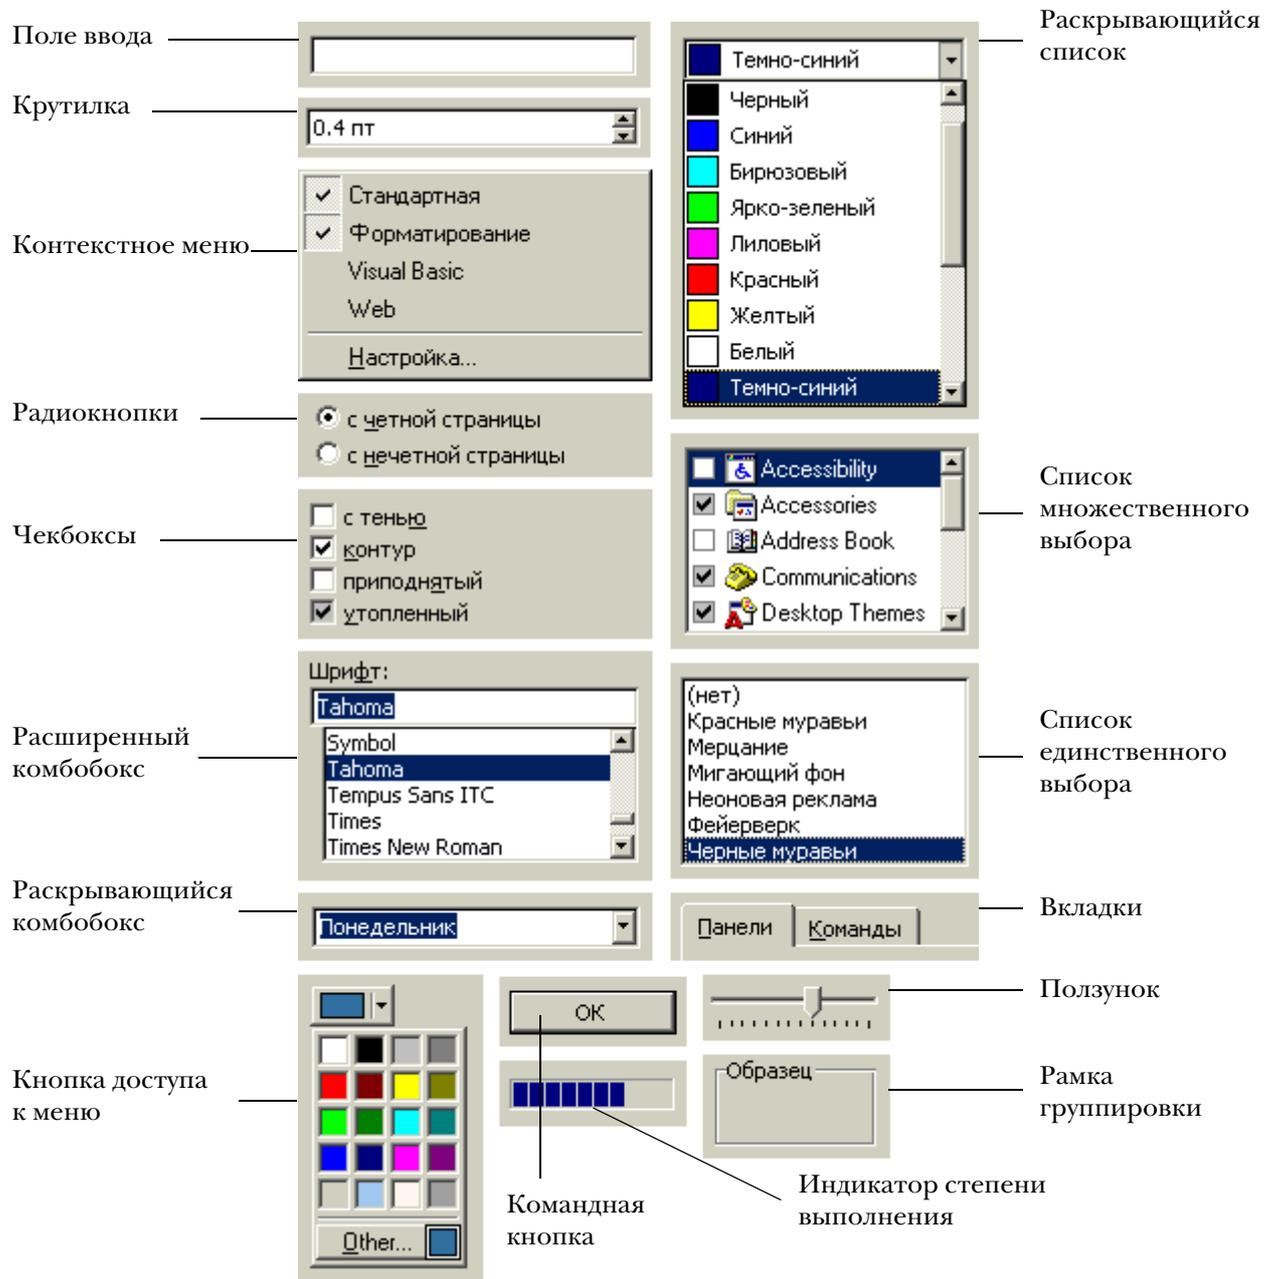 Поле ввода
Крутилка
0.4 пт
Контекстное меню
Стандартная
Форматирование
Visual Basic
Web
Настройка...
Радиокнопки
с четной страницы
с нечетной страницы
Чекбоксы
с тенью
контур
приподнятый
утопленный
Расширенный
комбобокс
Шрифт:
Tahoma
Symbol
Tahoma
Tempus Sans ITC
Times
Times New Roman
Раскрывающийся
комбобокс
Понедельник
Кнопка доступа
к меню
Other...
Раскрывающийся
список
Темно-синий
Черный
Синий
Бирюзовый
Ярко-зеленый
Лиловый
Красный
Желтый
Белый
Темно-синий
Список
множественного
выбора
Accessibility
Accessories
Address Book
Communications
Desktop Themes
Список
единственного
выбора
(нет)
Красные муравьи
Мерцание
Мигающий фон
Неоновая реклама
Фейерверк
Черные муравьи
Вкладки
Панели
Команды
Ползунок
OK
Образец
Рамка
группировки
Командная
кнопка
Индикатор степени
выполнения